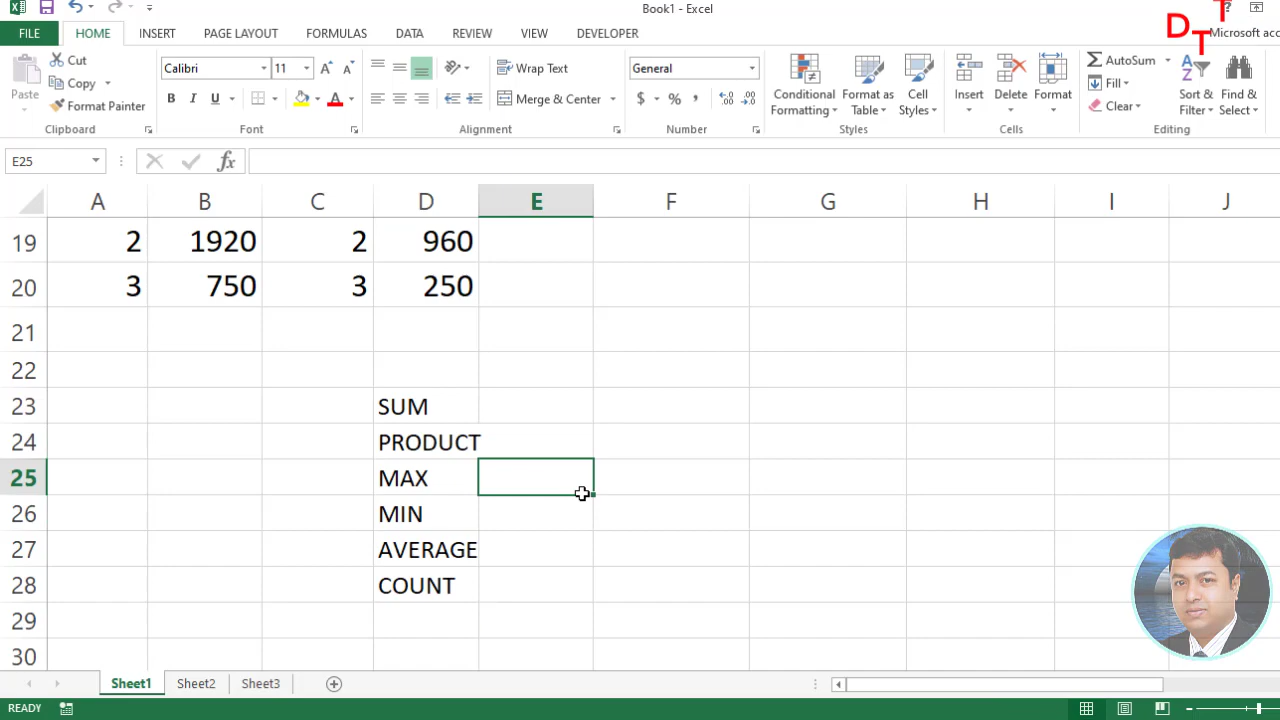 Book1 - Excel
DTT
FILE HOME INSERT PAGE LAYOUT FORMULAS DATA REVIEW VIEW DEVELOPER Microsoft acc
Paste
Cut
Copy
Format Painter
Clipboard
Calibri 11
B I U A
Font
Wrap Text
Merge & Center
Alignment
General
$ % ,
Number
Conditional Formatting
Format as Table
Cell Styles
Styles
Insert Delete Format
Cells
AutoSum
Fill
Clear
Sort & Filter
Find & Select
Editing
E25 fx
A B C D E F G H I J
19 2 1920 2 960
20 3 750 3 250
21
22
23 SUM
24 PRODUCT
25 MAX
26 MIN
27 AVERAGE
28 COUNT
29
30
Sheet1 Sheet2 Sheet3
READY